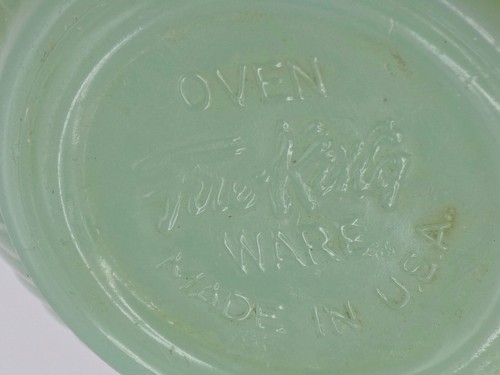 OVEN
Fire-King
WARE
MADE IN U.S.A.